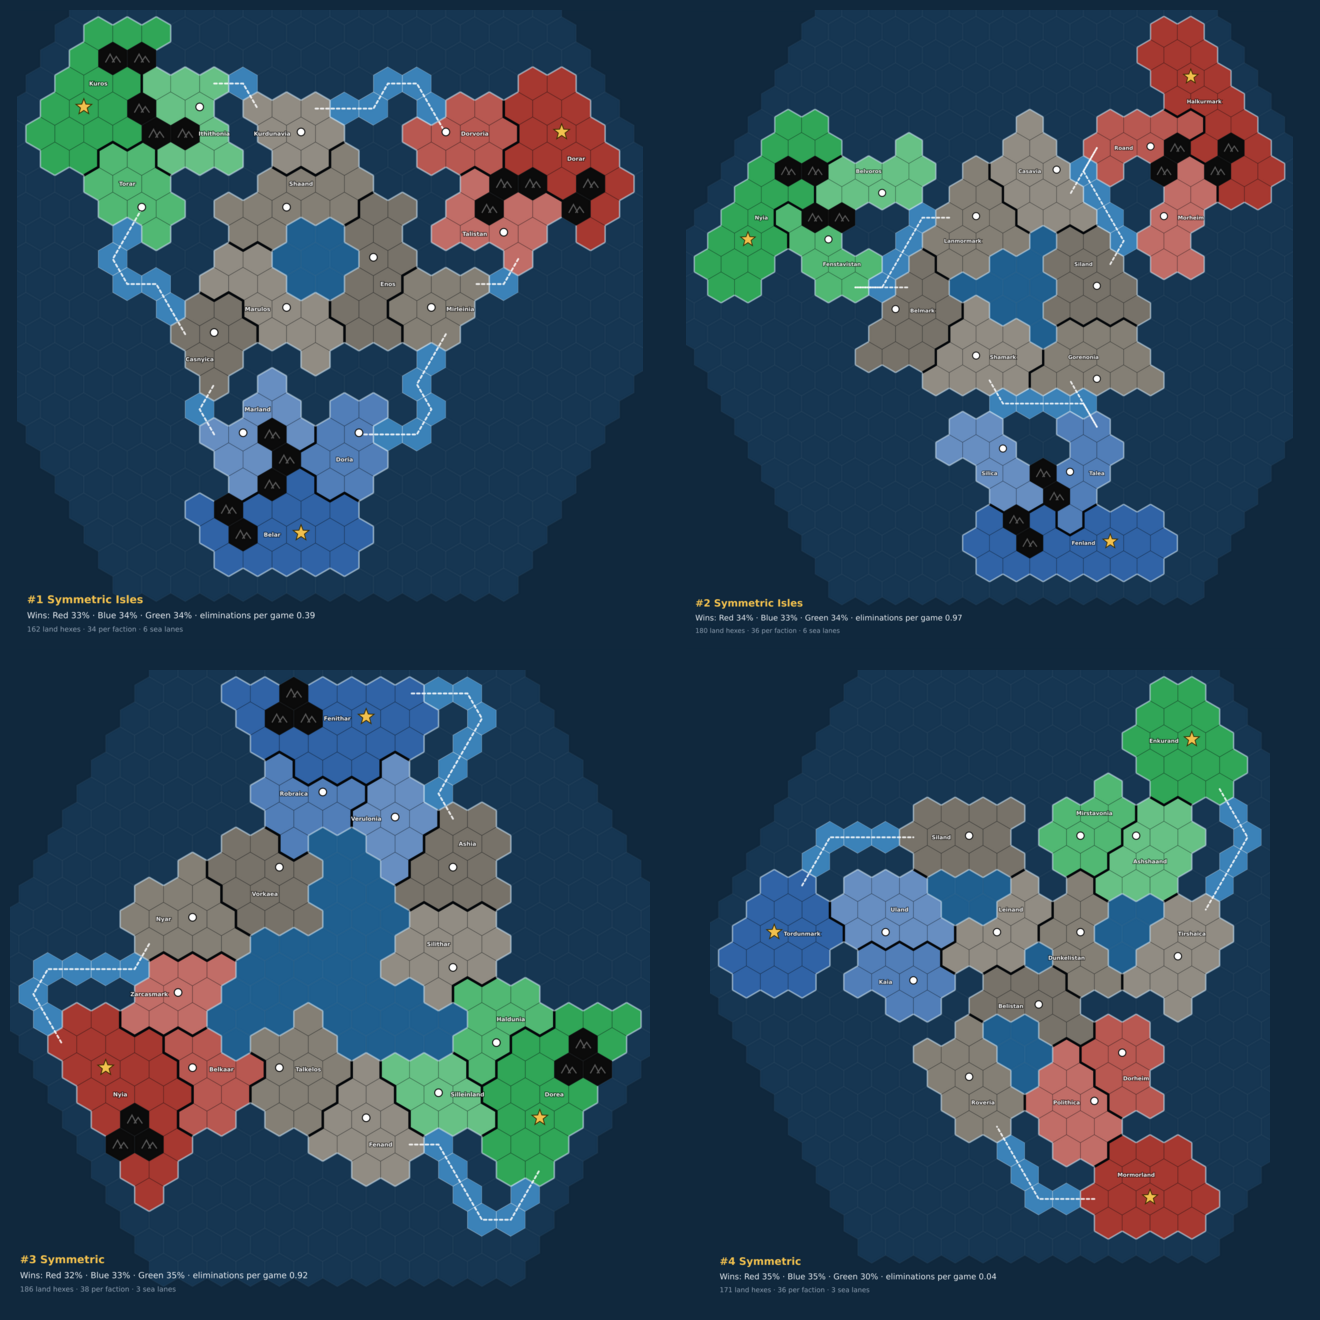 Kuros
Ithithonia
Kurdunavia
Dorvoria
Dorar
Torar
Shaand
Talistan
Enos
Marulos
Mirleinia
Casnyica
Marland
Doria
Belar
#1 Symmetric Isles
Wins: Red 33% · Blue 34% · Green 34% · eliminations per game 0.39
162 land hexes · 34 per faction · 6 sea lanes
Halkurmark
Roand
Belvoros
Casavia
Nyla
Morheim
Lanmormark
Fenstavistan
Siland
Belmark
Shamark
Gorenonia
Silica
Talea
Fenland
#2 Symmetric Isles
Wins: Red 34% · Blue 33% · Green 34% · eliminations per game 0.97
180 land hexes · 36 per faction · 6 sea lanes
Fenithar
Robraica
Verulonia
Ashia
Vorkaea
Nyar
Silithar
Zarcasmark
Haldunia
Belkaar
Talkelos
Nyla
Silleinland
Dorea
Fenand
#3 Symmetric
Wins: Red 32% · Blue 33% · Green 35% · eliminations per game 0.92
186 land hexes · 38 per faction · 3 sea lanes
Enkurand
Mirstavonia
Siland
Ashshaand
Uland
Leinand
Tordunmark
Tirshaica
Dunkelistan
Kaia
Belistan
Dorheim
Roveria
Polithica
Mormorland
#4 Symmetric
Wins: Red 35% · Blue 35% · Green 30% · eliminations per game 0.04
171 land hexes · 36 per faction · 3 sea lanes